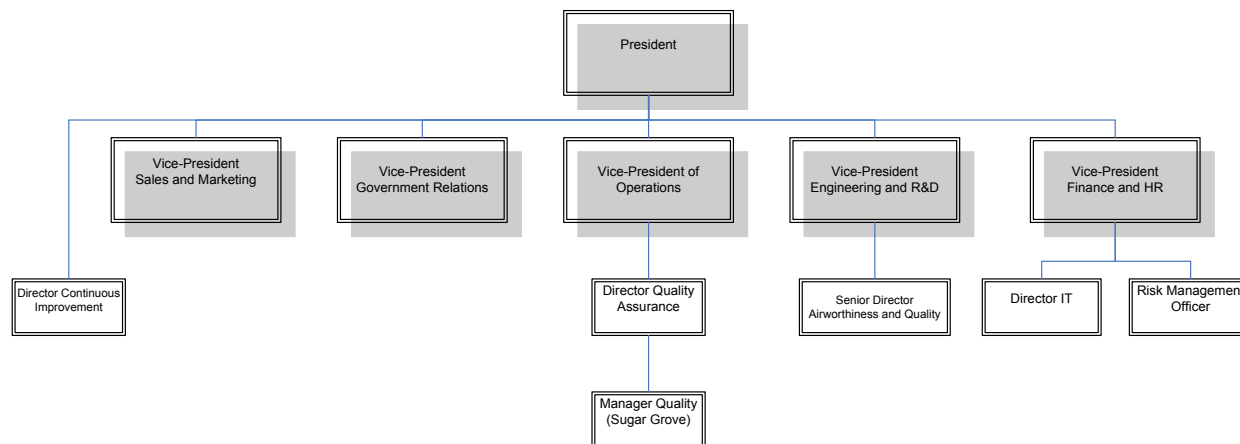 President
Vice-President
Sales and Marketing
Vice-President
Government Relations
Vice-President of
Operations
Vice-President
Engineering and R&D
Vice-President
Finance and HR
Director Continuous
Improvement
Director Quality
Assurance
Senior Director
Airworthiness and Quality
Director IT
Risk Management
Officer
Manager Quality
(Sugar Grove)